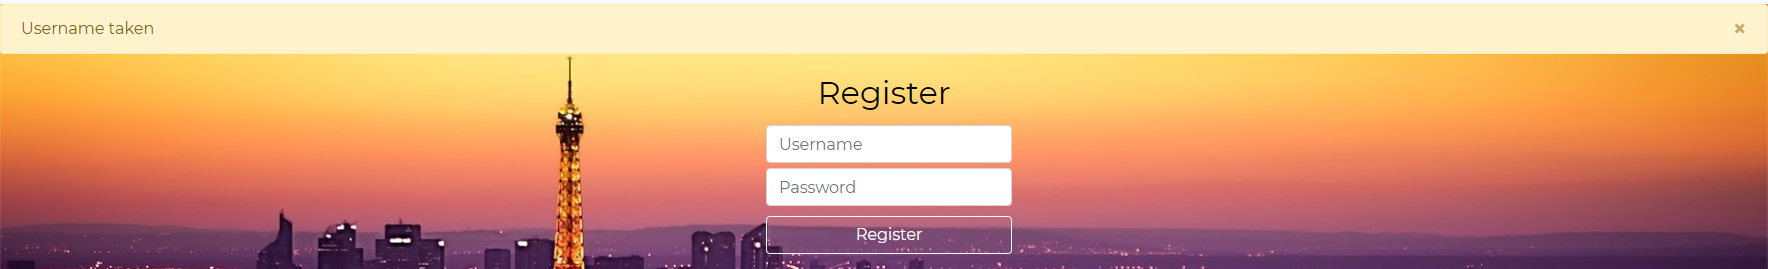 Username taken
×
Register
Username
Password
Register